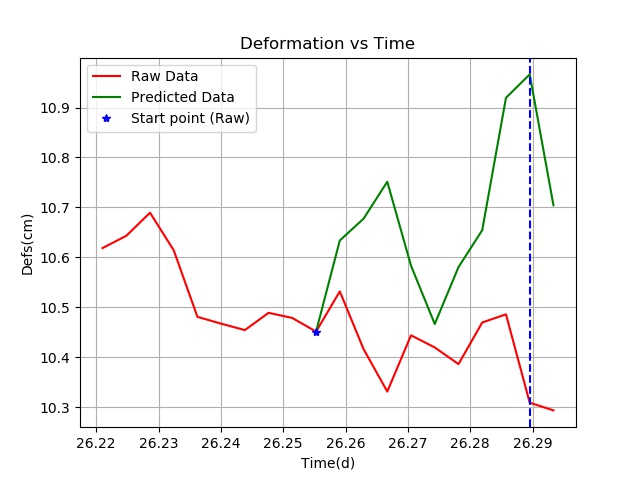 Deformation vs Time
Raw Data
Predicted Data
Start point (Raw)
10.9
10.8
10.7
10.6
10.5
10.4
10.3
Defs(cm)
26.22 26.23 26.24 26.25 26.26 26.27 26.28 26.29
Time(d)